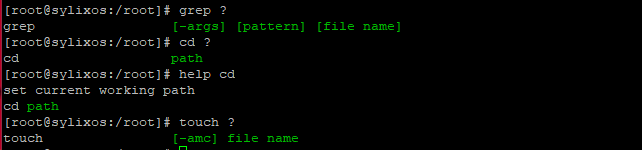 [root@sylixos:/root]# grep ?
grep [-args] [pattern] [file name]
[root@sylixos:/root]# cd ?
cd path
[root@sylixos:/root]# help cd
set current working path
cd path
[root@sylixos:/root]# touch ?
touch [-amc] file name